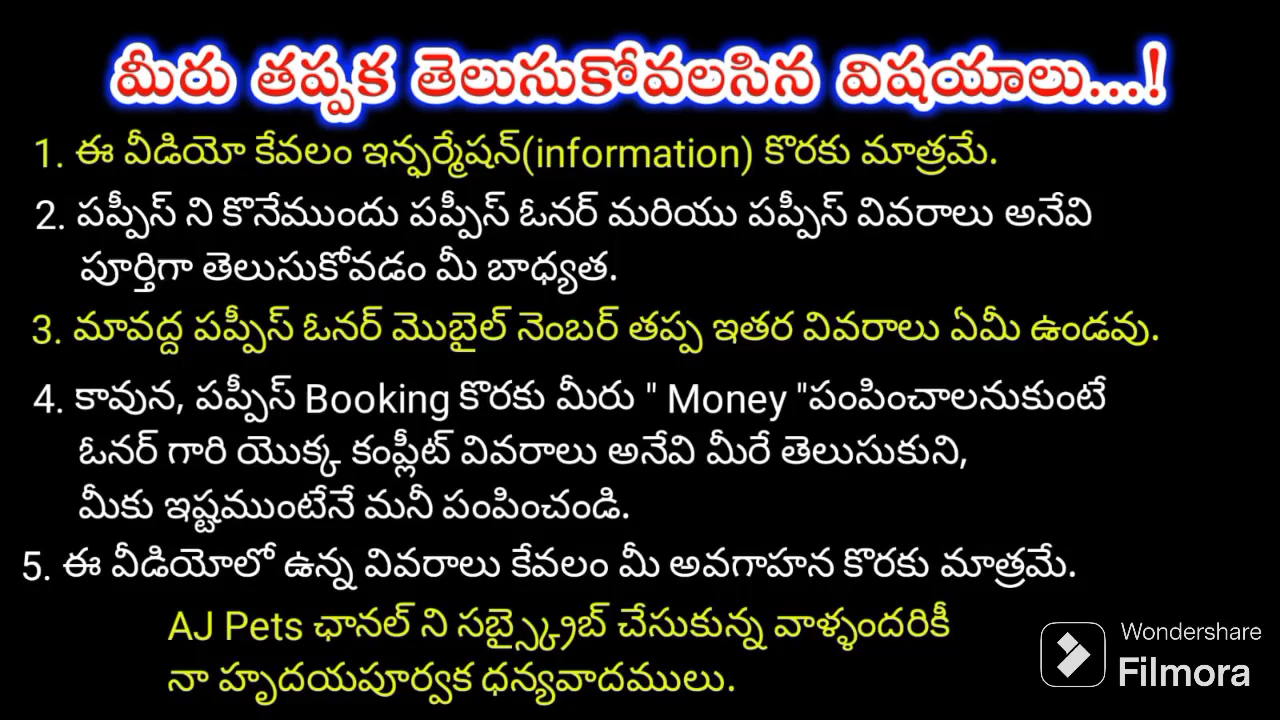 మీరు తప్పక తెలుసుకోవలసిన విషయాలు...!
1. ఈ వీడియో కేవలం ఇన్ఫర్మేషన్(information) కొరకు మాత్రమే.
2. పప్పీస్ ని కొనేముందు పప్పీస్ ఓనర్ మరియు పప్పీస్ వివరాలు అనేవి
పూర్తిగా తెలుసుకోవడం మీ బాధ్యత.
3. మావద్ద పప్పీస్ ఓనర్ మొబైల్ నెంబర్ తప్ప ఇతర వివరాలు ఏమీ ఉండవు.
4. కావున, పప్పీస్ Booking కొరకు మీరు " Money "పంపించాలనుకుంటే
ఓనర్ గారి యొక్క కంప్లీట్ వివరాలు అనేవి మీరే తెలుసుకుని,
మీకు ఇష్టముంటేనే మనీ పంపించండి.
5. ఈ వీడియోలో ఉన్న వివరాలు కేవలం మీ అవగాహన కొరకు మాత్రమే.
AJ Pets ఛానల్ ని సబ్స్క్రైబ్ చేసుకున్న వాళ్ళందరికీ
నా హృదయపూర్వక ధన్యవాదములు.
Wondershare
Filmora